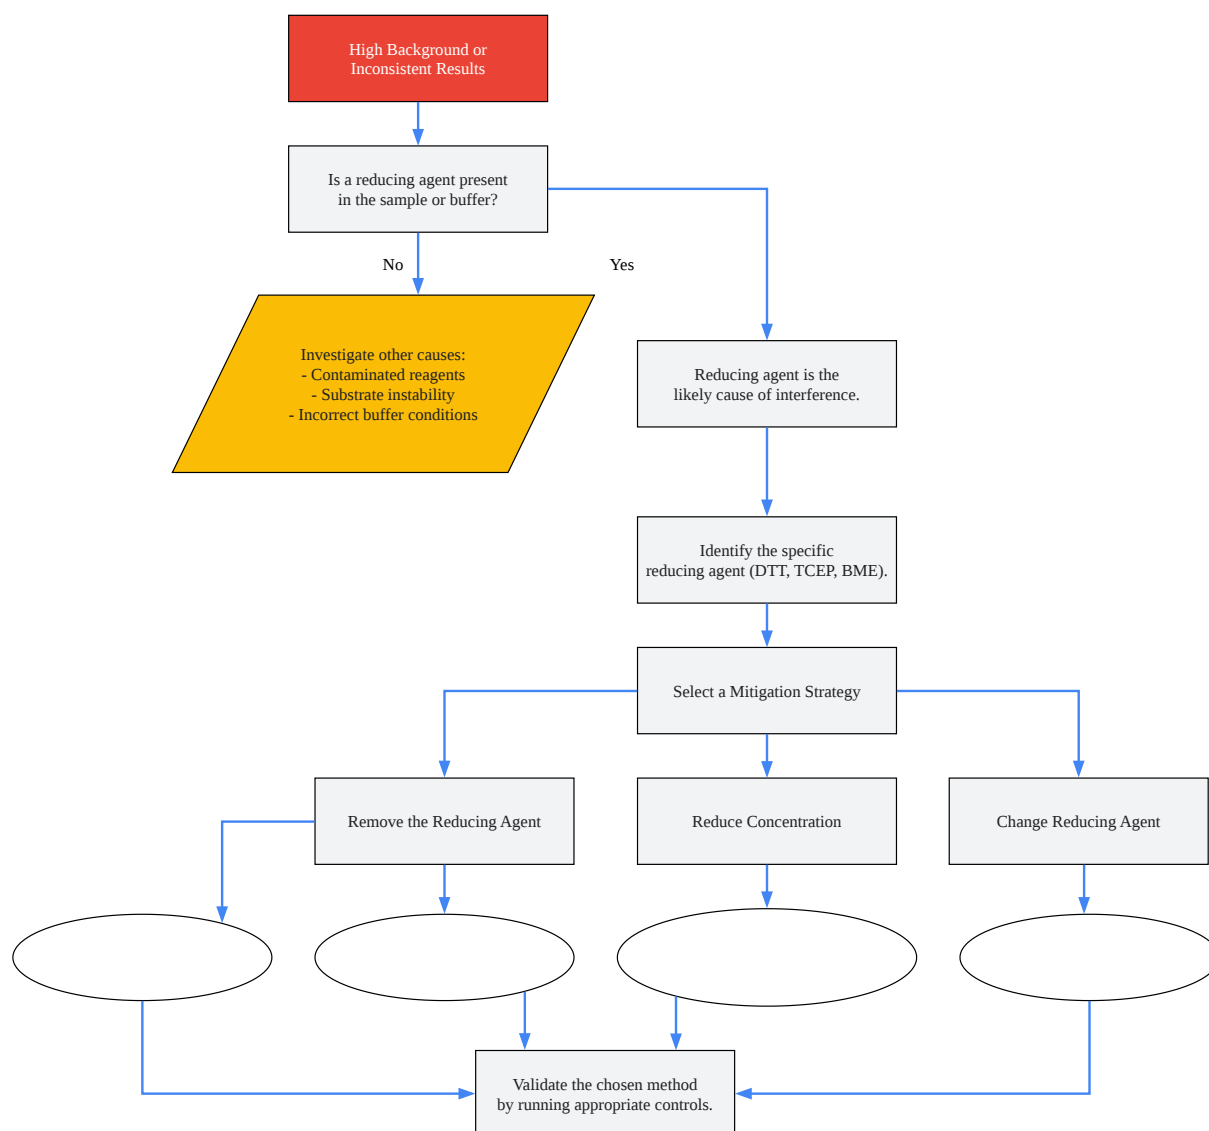 High Background or
Inconsistent Results
Is a reducing agent present
in the sample or buffer?
No
Yes
Investigate other causes:
- Contaminated reagents
- Substrate instability
- Incorrect buffer conditions
Reducing agent is the
likely cause of interference.
Identify the specific
reducing agent (DTT, TCEP, BME).
Select a Mitigation Strategy
Remove the Reducing Agent
Reduce Concentration
Change Reducing Agent
Validate the chosen method
by running appropriate controls.